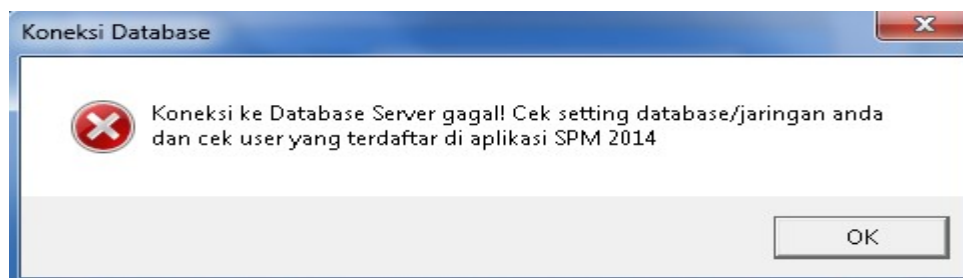 Koneksi Database
Koneksi ke Database Server gagal! Cek setting database/jaringan anda
dan cek user yang terdaftar di aplikasi SPM 2014
OK